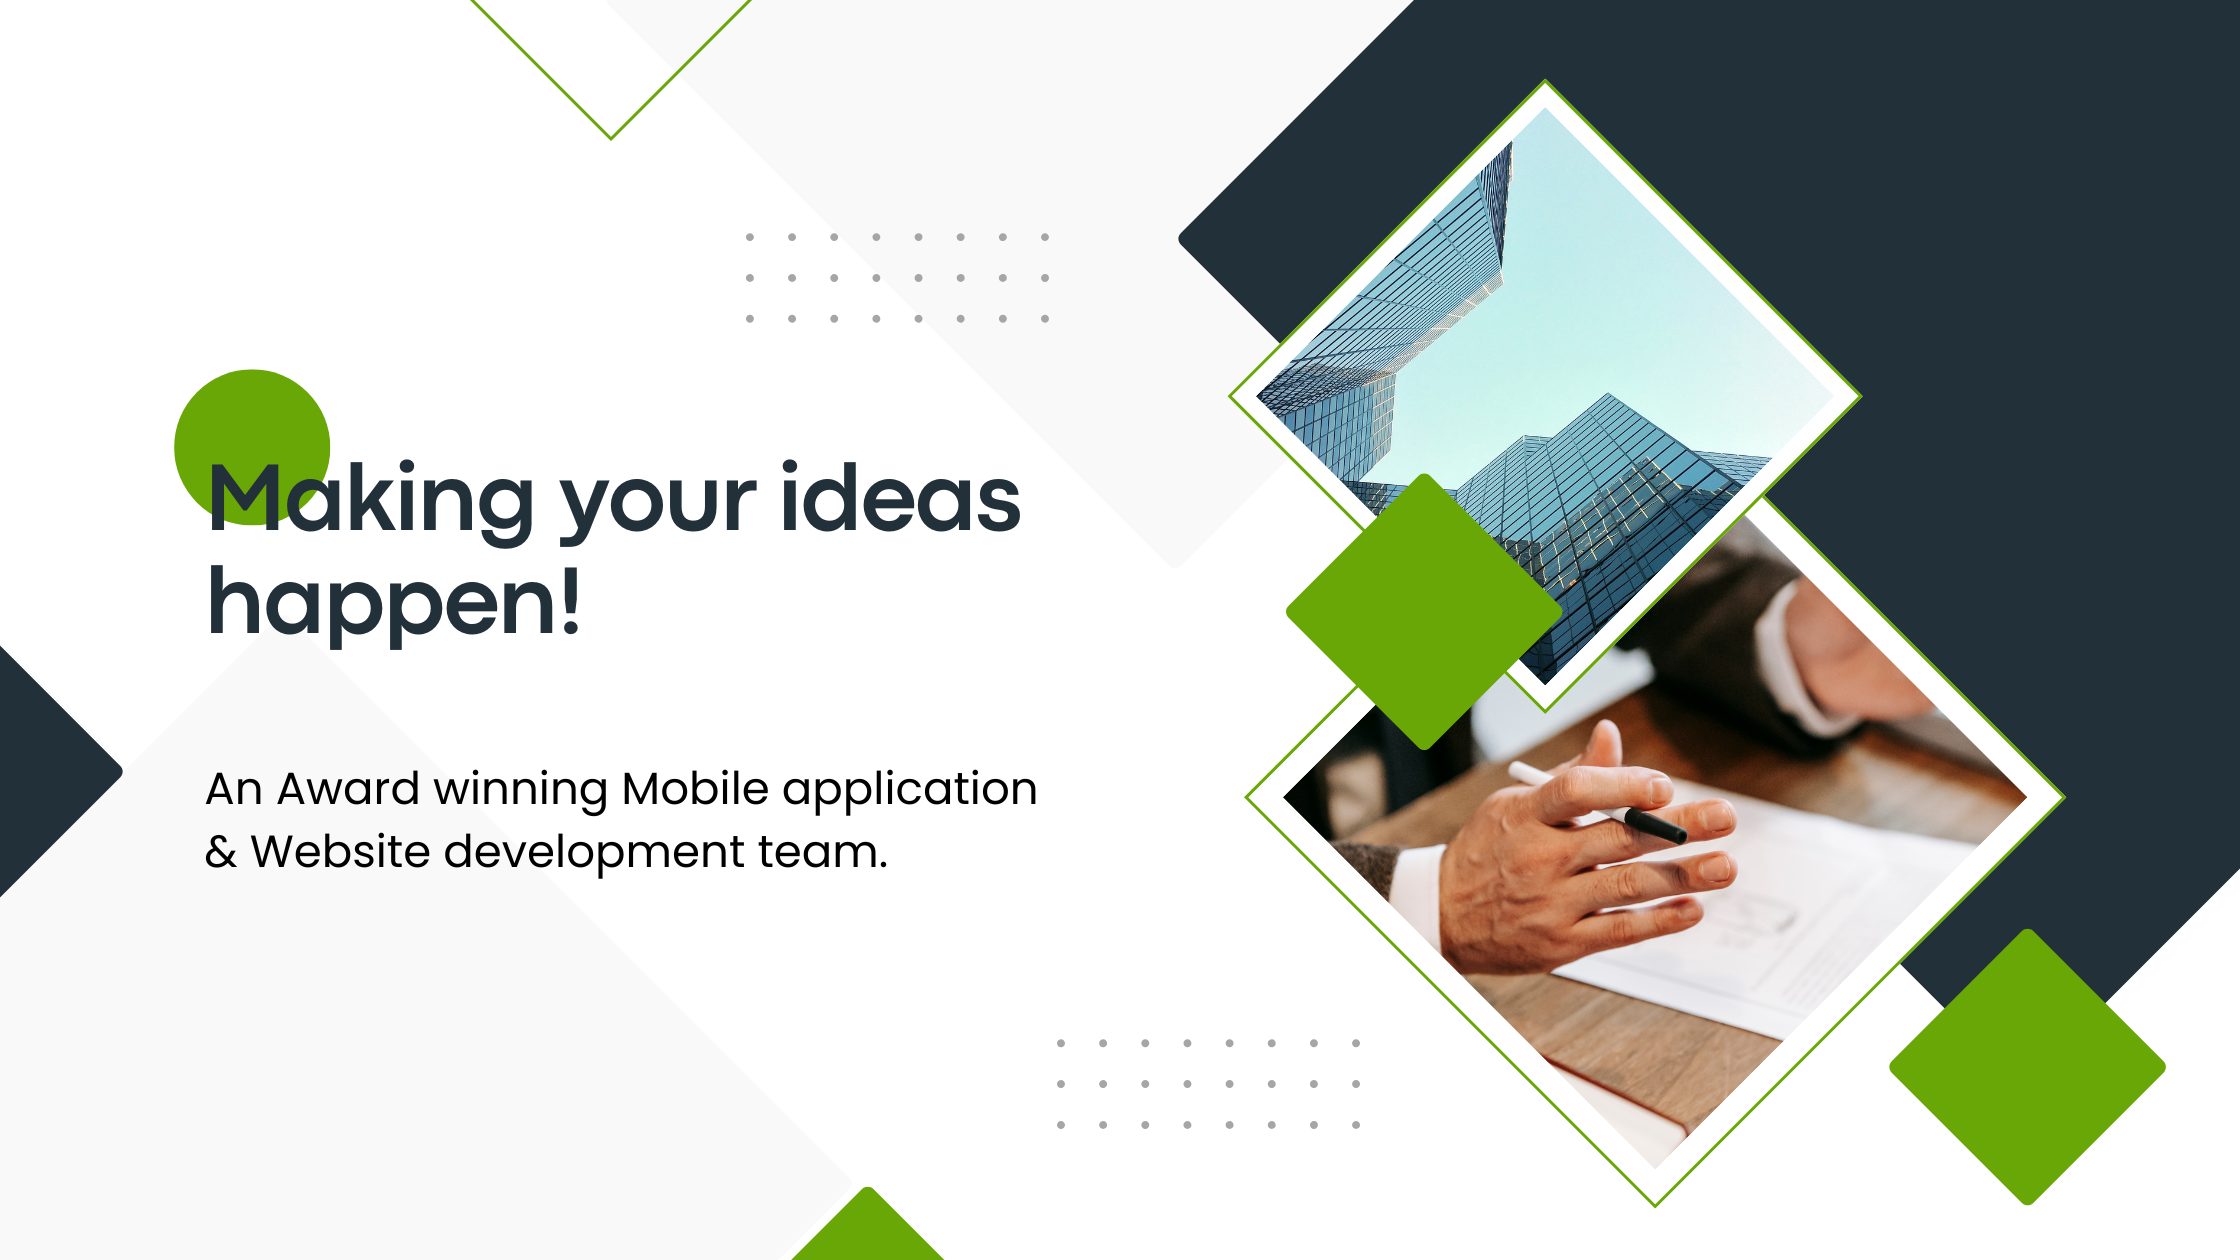 Making your ideas
happen!
An Award winning Mobile application
& Website development team.